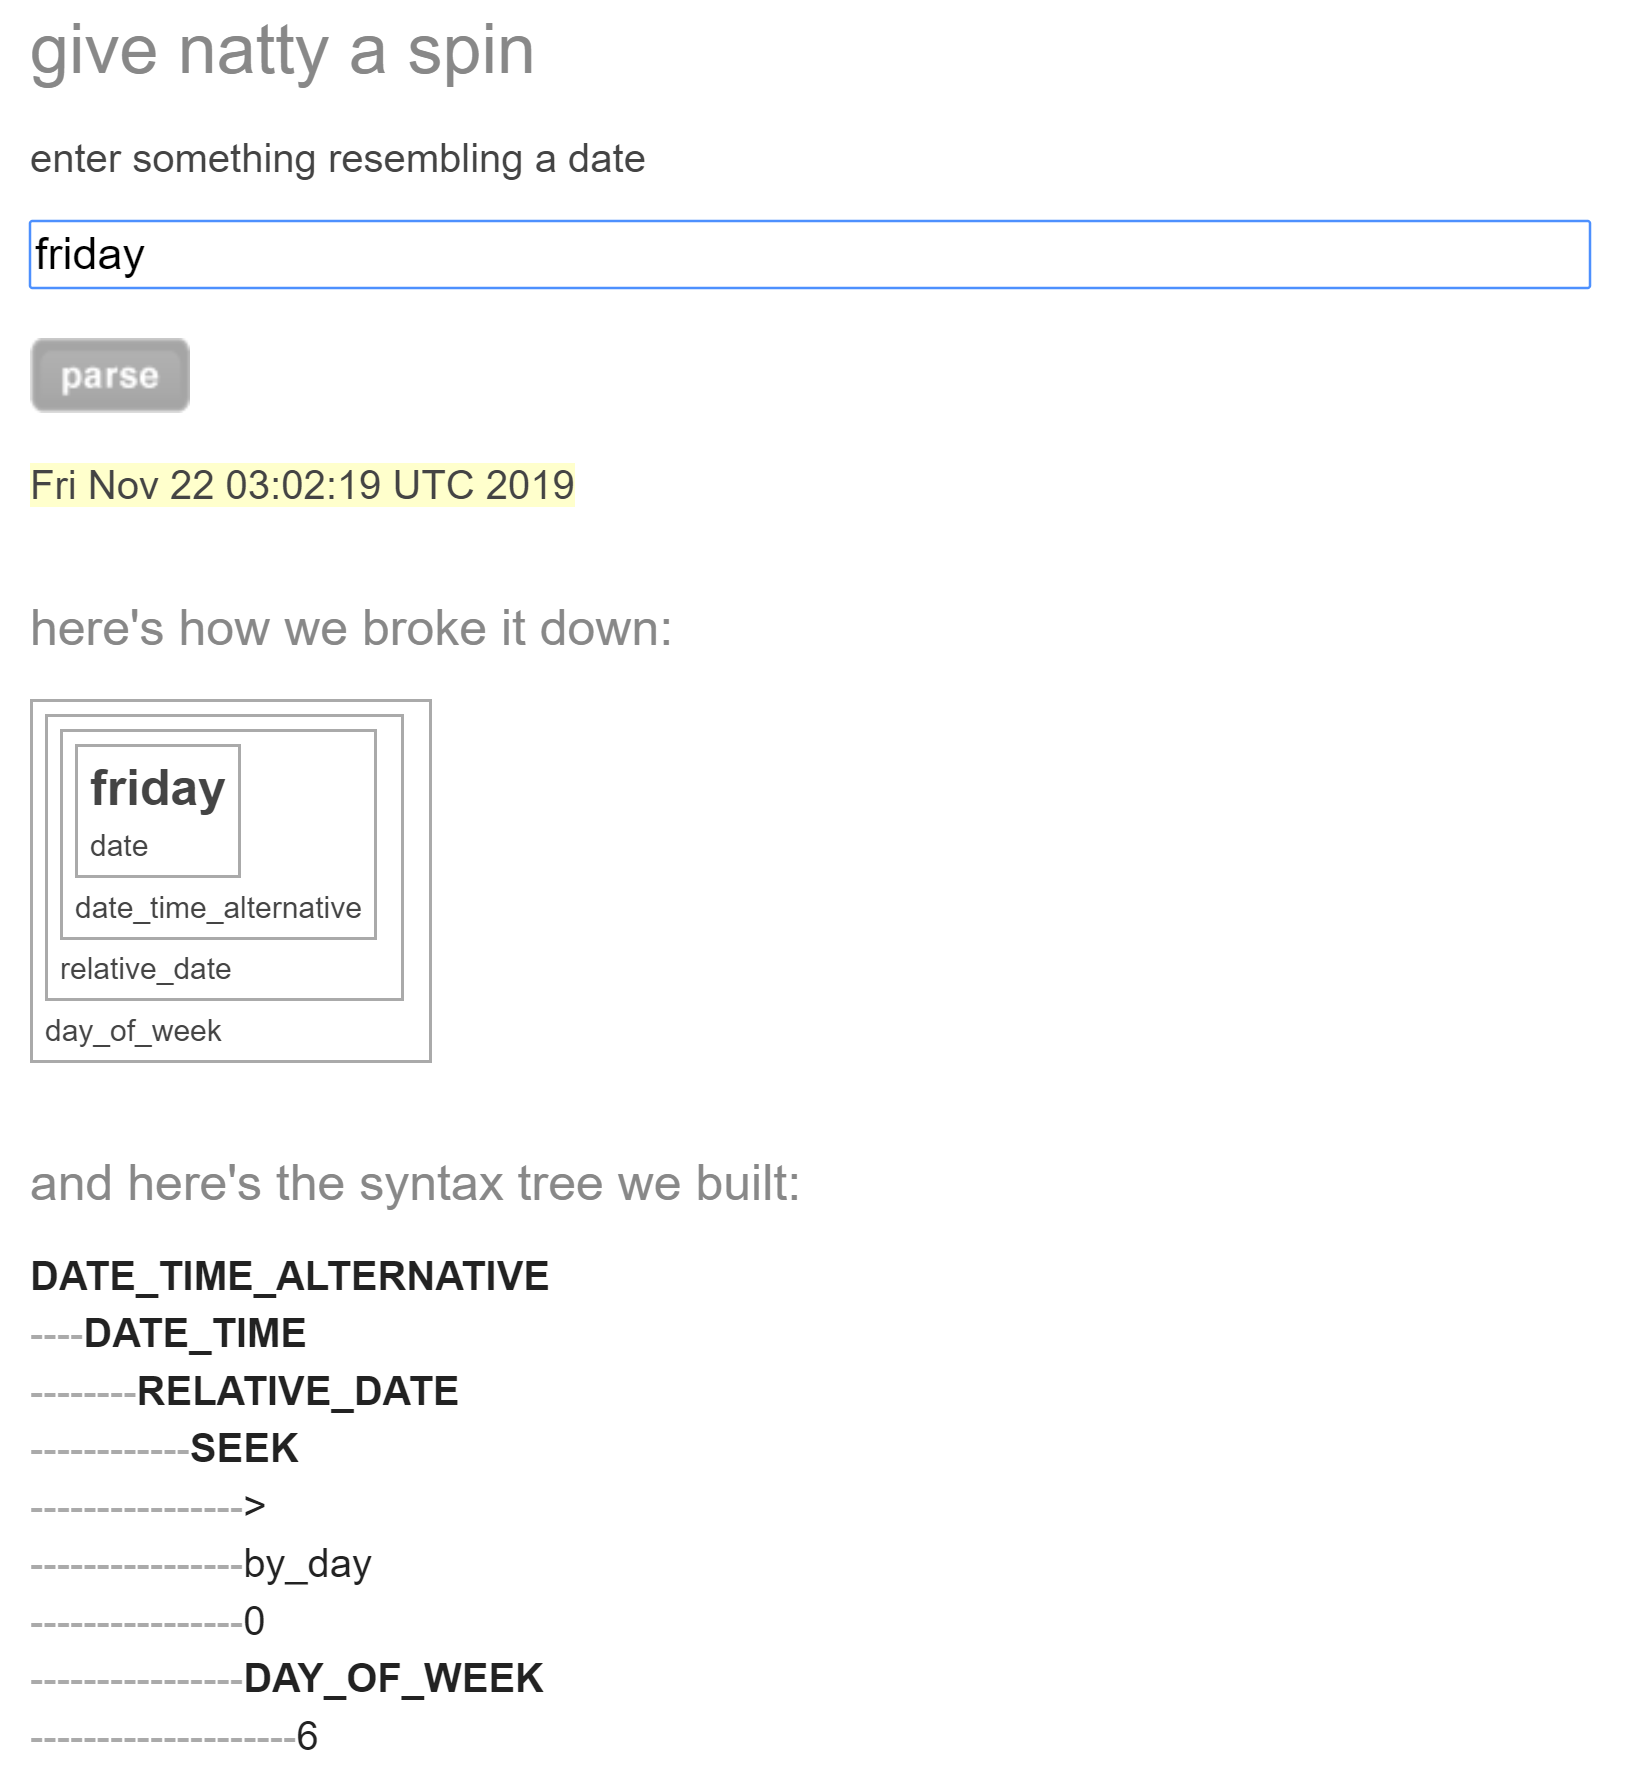 give natty a spin
enter something resembling a date
friday
parse
Fri Nov 22 03:02:19 UTC 2019
here's how we broke it down:
friday
date
date_time_alternative
relative_date
day_of_week
and here's the syntax tree we built:
DATE_TIME_ALTERNATIVE
----DATE_TIME
--------RELATIVE_DATE
------------SEEK
---------------->
----------------by_day
----------------0
----------------DAY_OF_WEEK
--------------------6